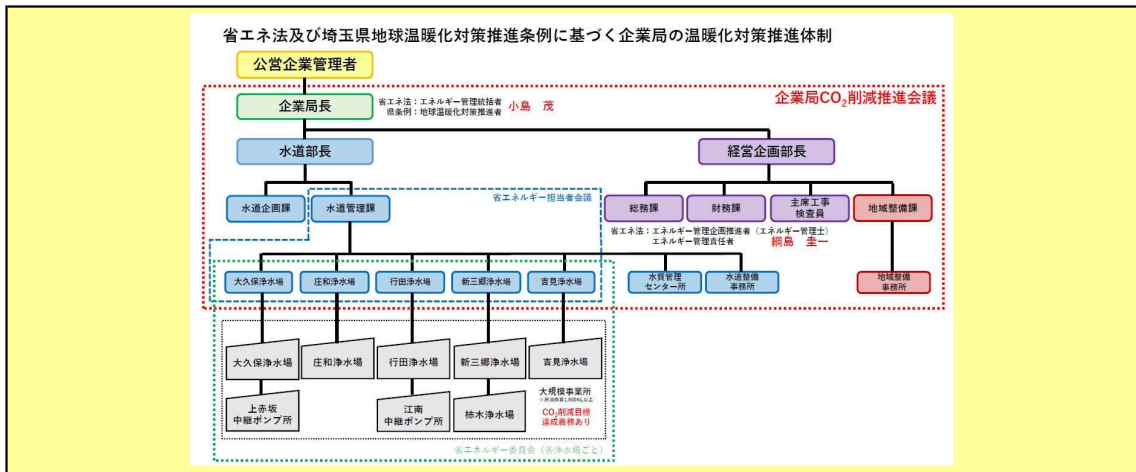 省エネ法及び埼玉県地球温暖化対策推進条例に基づく企業局の温暖化対策推進体制
公営企業管理者
企業局CO₂削減推進会議
企業局長
省エネ法：エネルギー管理統括者
県条例：地球温暖化対策推進者
小島　茂
水道部長
経営企画部長
省エネルギー担当者会議
水道企画課
水道管理課
総務課
財務課
主席工事
検査員
地域整備課
省エネ法：エネルギー管理企画推進者（エネルギー管理士）
エネルギー管理責任者
綱島　圭一
大久保浄水場
庄和浄水場
行田浄水場
新三郷浄水場
吉見浄水場
水質管理
センター所
水道整備
事務所
地域整備
事務所
大久保浄水場
庄和浄水場
行田浄水場
新三郷浄水場
吉見浄水場
上赤坂
中継ポンプ所
江南
中継ポンプ所
柿木浄水場
大規模事業所
※原油換算1,500KL以上
CO₂削減目標
達成義務あり
省エネルギー委員会（各浄水場ごと）